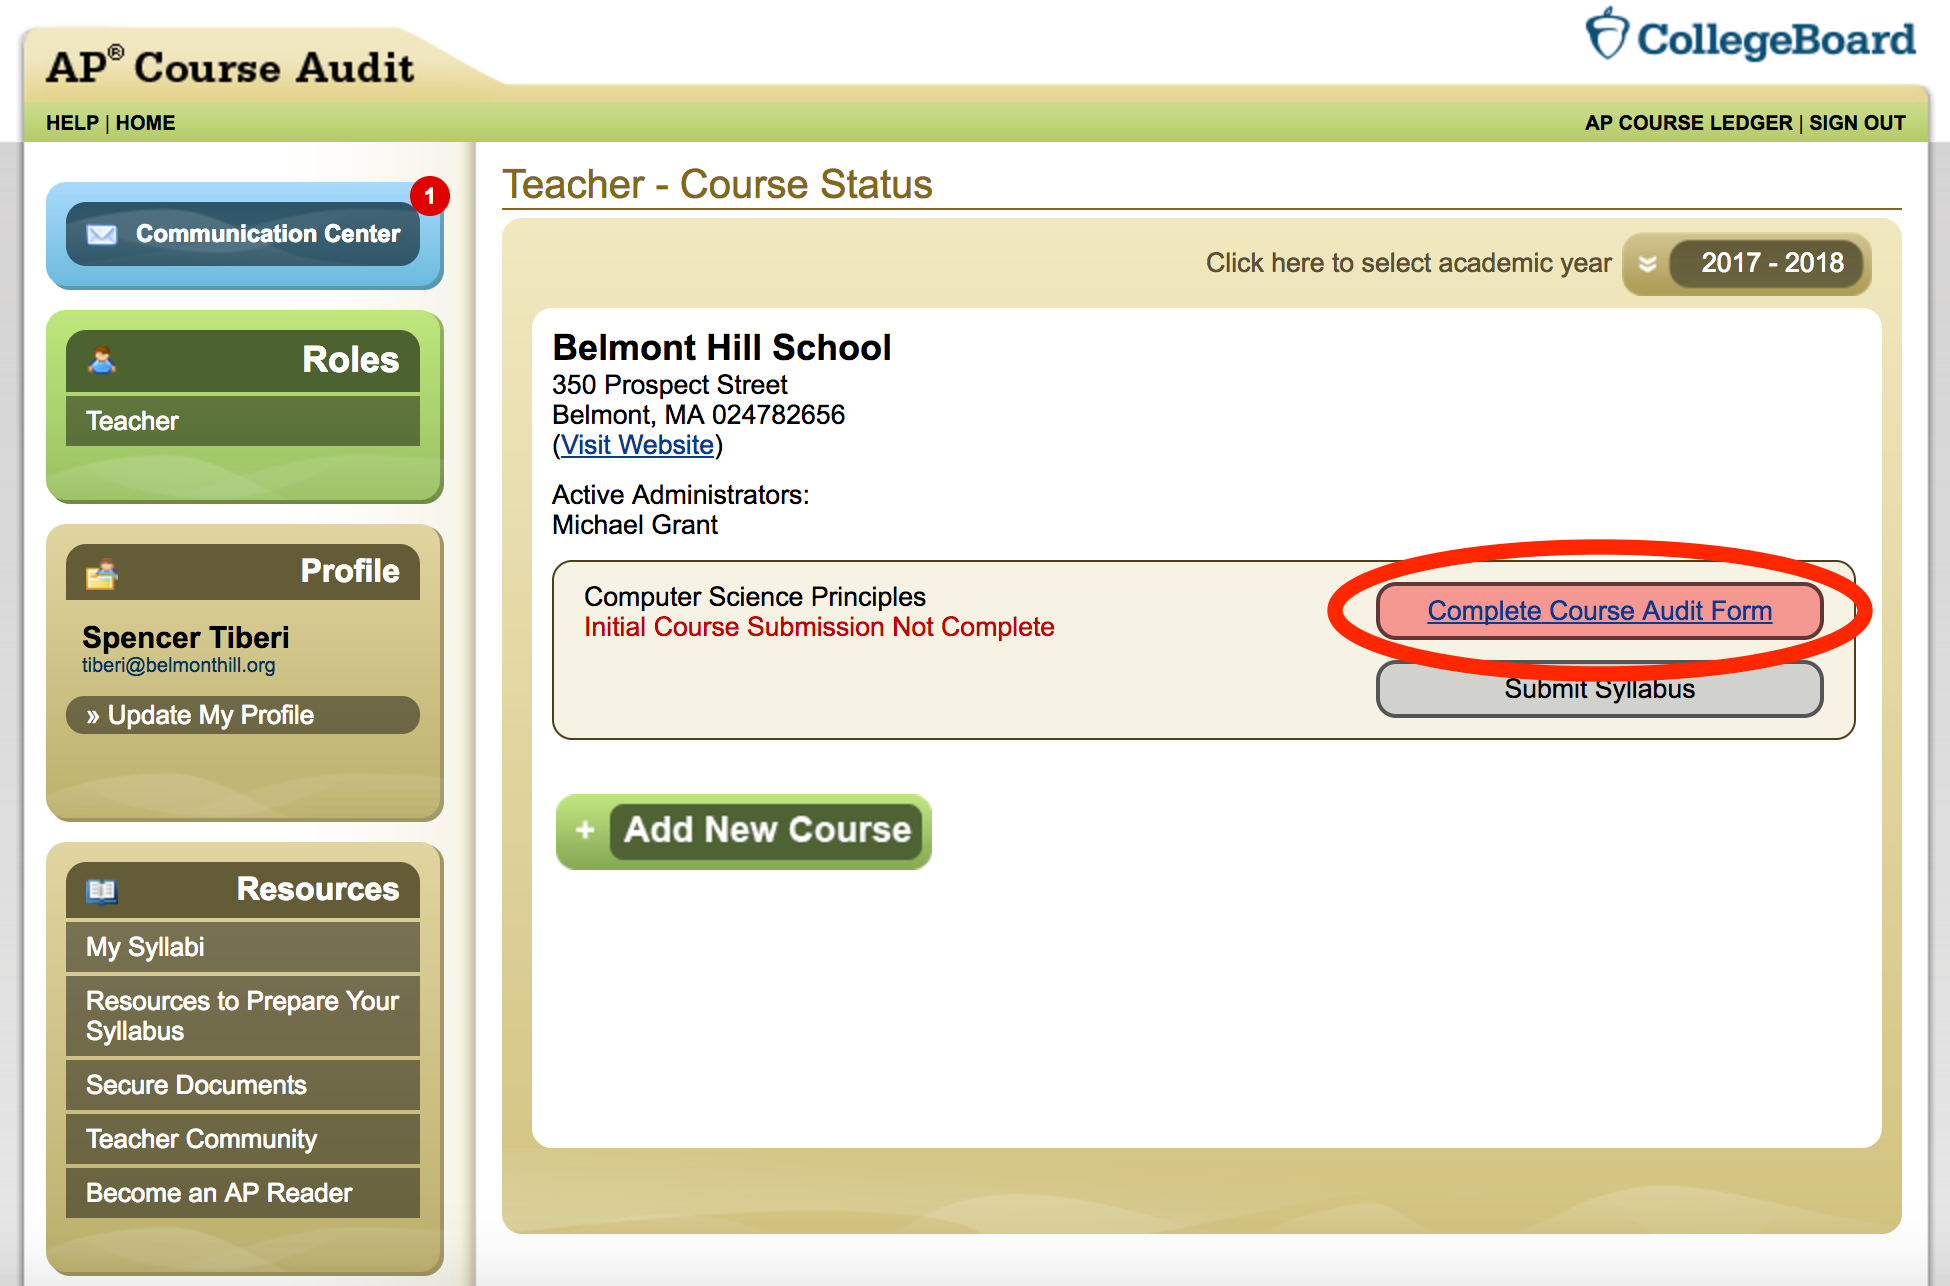 AP® Course Audit
CollegeBoard
HELP | HOME
AP COURSE LEDGER | SIGN OUT
Communication Center
1
Roles
Teacher
Profile
Spencer Tiberi
tiberi@belmonthill.org
» Update My Profile
Resources
My Syllabi
Resources to Prepare Your
Syllabus
Secure Documents
Teacher Community
Become an AP Reader
Teacher - Course Status
Click here to select academic year
2017 - 2018
Belmont Hill School
350 Prospect Street
Belmont, MA 024782656
(Visit Website)
Active Administrators:
Michael Grant
Computer Science Principles
Initial Course Submission Not Complete
Complete Course Audit Form
Submit Syllabus
+ Add New Course